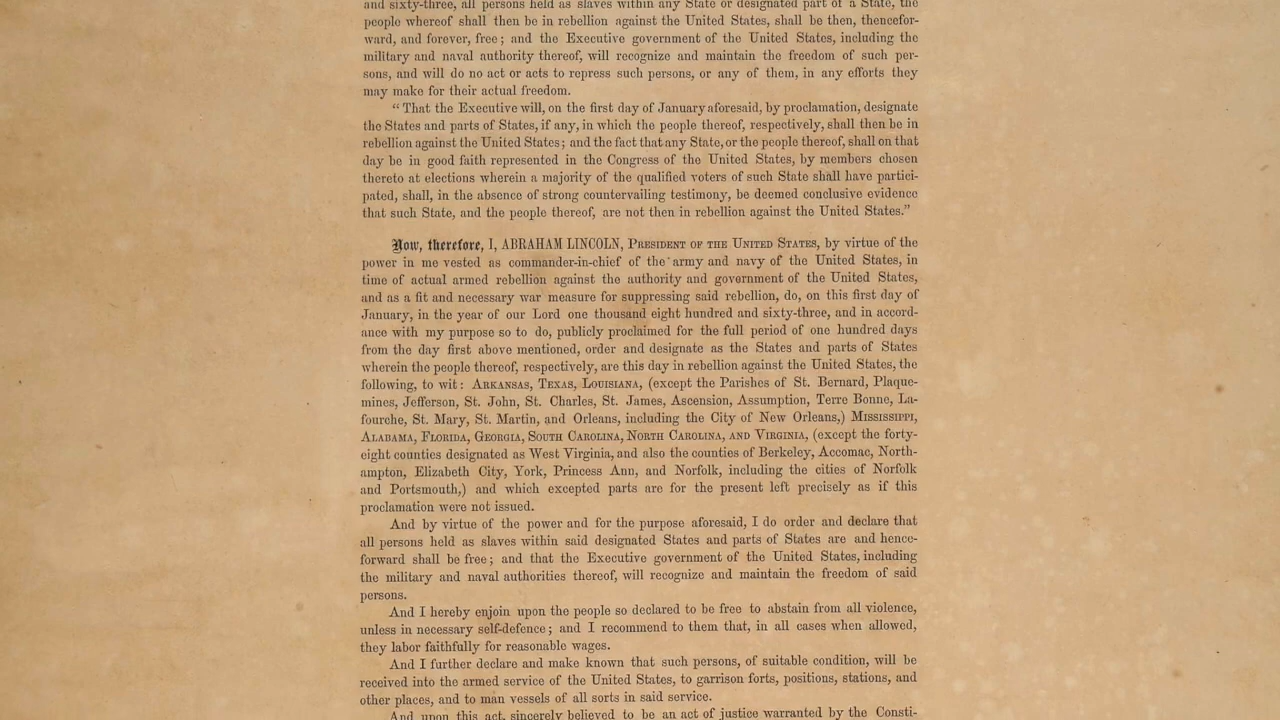 and sixty-three, all persons held as slaves within any State or designated part of a State, the
people whereof shall then be in rebellion against the United States, shall be then, thencefor-
ward, and forever, free; and the Executive government of the United States, including the
military and naval authority thereof, will recognize and maintain the freedom of such per-
sons, and will do no act or acts to repress such persons, or any of them, in any efforts they
may make for their actual freedom.
“That the Executive will, on the first day of January aforesaid, by proclamation, designate
the States and parts of States, if any, in which the people thereof, respectively, shall then be in
rebellion against the United States; and the fact that any State, or the people thereof, shall on that
day be in good faith represented in the Congress of the United States, by members chosen
thereto at elections wherein a majority of the qualified voters of such State shall have partici-
pated, shall, in the absence of strong countervailing testimony, be deemed conclusive evidence
that such State, and the people thereof, are not then in rebellion against the United States.”
Now, therefore, I, ABRAHAM LINCOLN, PRESIDENT OF THE UNITED STATES, by virtue of the
power in me vested as commander-in-chief of the army and navy of the United States, in
time of actual armed rebellion against the authority and government of the United States,
and as a fit and necessary war measure for suppressing said rebellion, do, on this first day of
January, in the year of our Lord one thousand eight hundred and sixty-three, and in accord-
ance with my purpose so to do, publicly proclaimed for the full period of one hundred days
from the day first above mentioned, order and designate as the States and parts of States
wherein the people thereof, respectively, are this day in rebellion against the United States, the
following, to wit: ARKANSAS, TEXAS, LOUISIANA, (except the Parishes of St. Bernard, Plaque-
mines, Jefferson, St. John, St. Charles, St. James, Ascension, Assumption, Terre Bonne, La-
fourche, St. Mary, St. Martin, and Orleans, including the City of New Orleans,) MISSISSIPPI,
ALABAMA, FLORIDA, GEORGIA, SOUTH CAROLINA, NORTH CAROLINA, AND VIRGINIA, (except the forty-
eight counties designated as West Virginia, and also the counties of Berkeley, Accomac, North-
ampton, Elizabeth City, York, Princess Ann, and Norfolk, including the cities of Norfolk
and Portsmouth,) and which excepted parts are for the present left precisely as if this
proclamation were not issued.
And by virtue of the power and for the purpose aforesaid, I do order and declare that
all persons held as slaves within said designated States and parts of States are and hence-
forward shall be free; and that the Executive government of the United States, including
the military and naval authorities thereof, will recognize and maintain the freedom of said
persons.
And I hereby enjoin upon the people so declared to be free to abstain from all violence,
unless in necessary self-defence; and I recommend to them that, in all cases when allowed,
they labor faithfully for reasonable wages.
And I further declare and make known that such persons, of suitable condition, will be
received into the armed service of the United States, to garrison forts, positions, stations, and
other places, and to man vessels of all sorts in said service.
And upon this act, sincerely believed to be an act of justice warranted by the Consti-